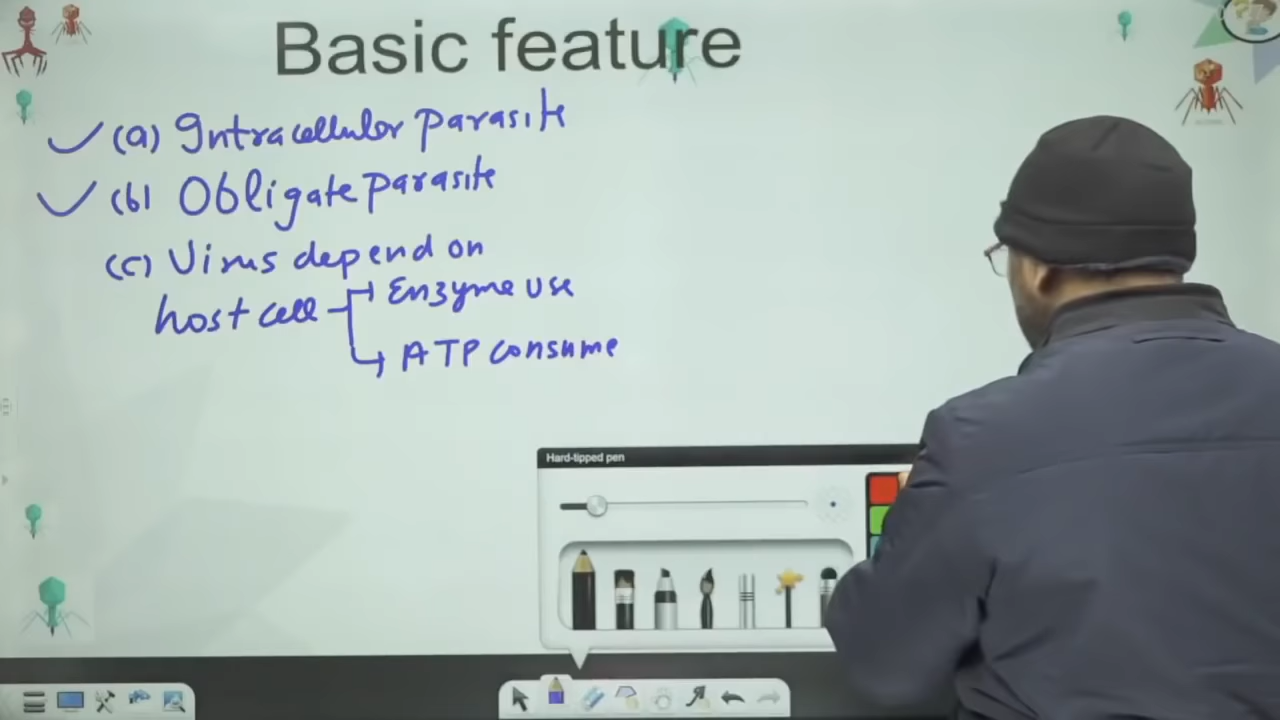 Basic feature
(a) Intracellular parasite
(b) Obligate parasite
(c) Virus depend on
host cell → Enzyme use
→ ATP consume
Hard-tipped pen